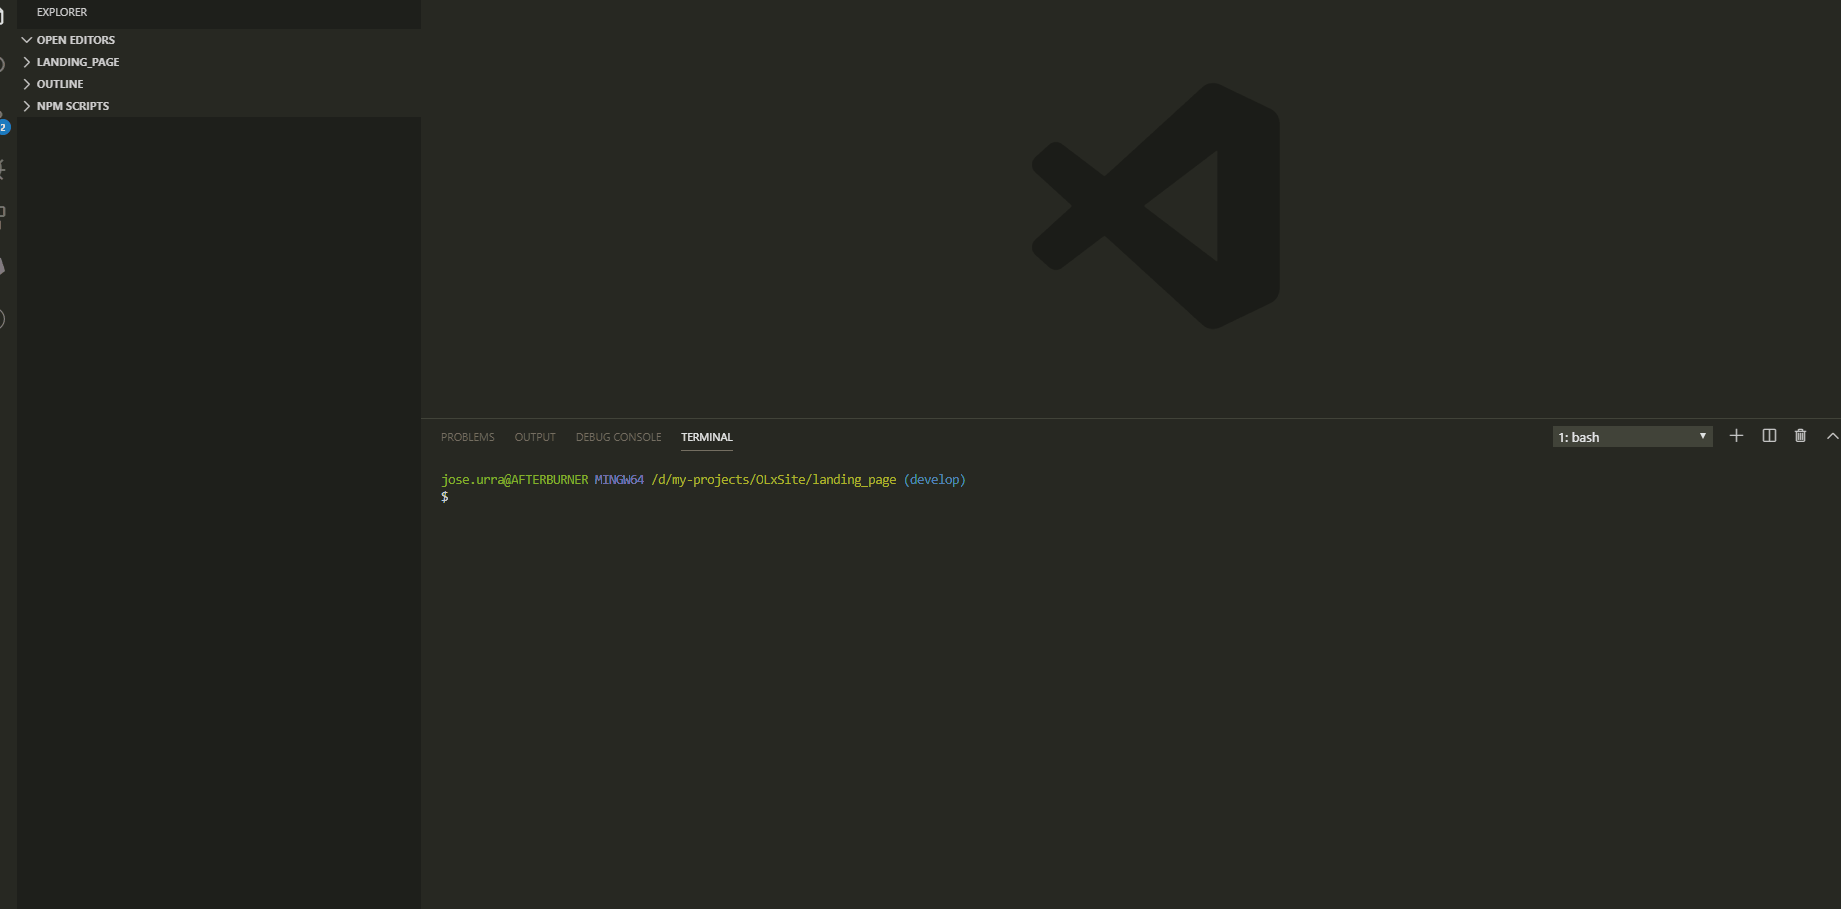 EXPLORER
OPEN EDITORS
LANDING_PAGE
OUTLINE
NPM SCRIPTS
2
PROBLEMS OUTPUT DEBUG CONSOLE TERMINAL 1: bash
jose.urra@AFTERBURNER MINGW64 /d/my-projects/OLxSite/landing_page (develop)
$